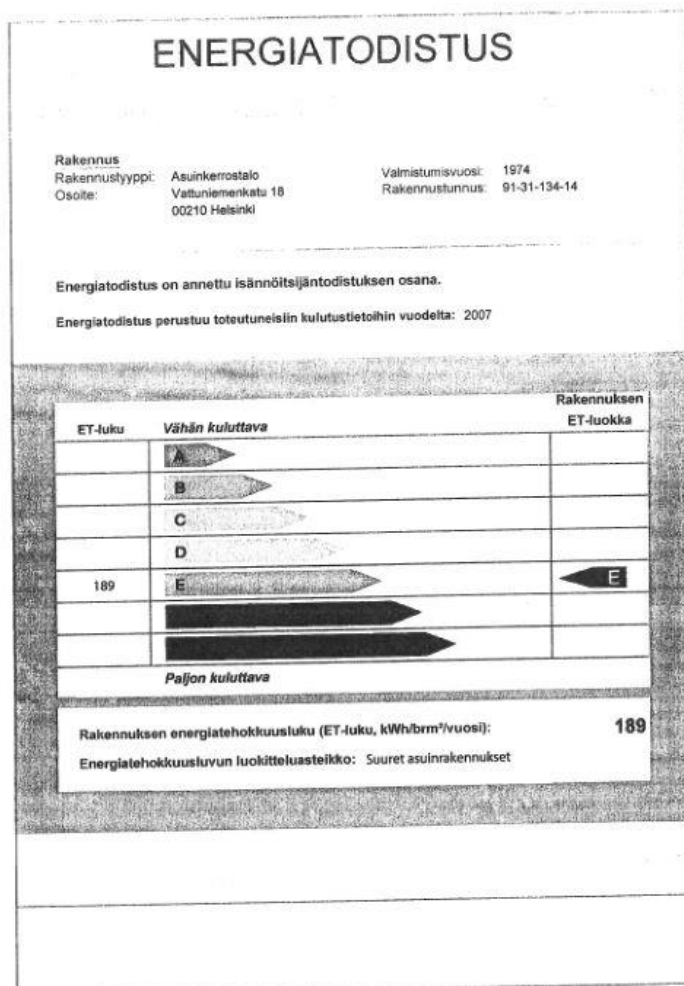 ENERGIATODISTUS
Rakennus
Rakennustyyppi: Asuinkerrostalo
Osoite: Vattuniemenkatu 18
00210 Helsinki
Valmistumisvuosi: 1974
Rakennustunnus: 91-31-134-14
Energiatodistus on annettu isännöitsijäntodistuksen osana.
Energiatodistus perustuu toteutuneisiin kulutustietoihin vuodelta: 2007
ET-luku Vähän kuluttava Rakennuksen
ET-luokka
A
B
C
D
189 E E
Paljon kuluttava
Rakennuksen energiatehokkuusluku (ET-luku, kWh/brm²/vuosi): 189
Energiatehokkuusluvun luokitteluasteikko: Suuret asuinrakennukset